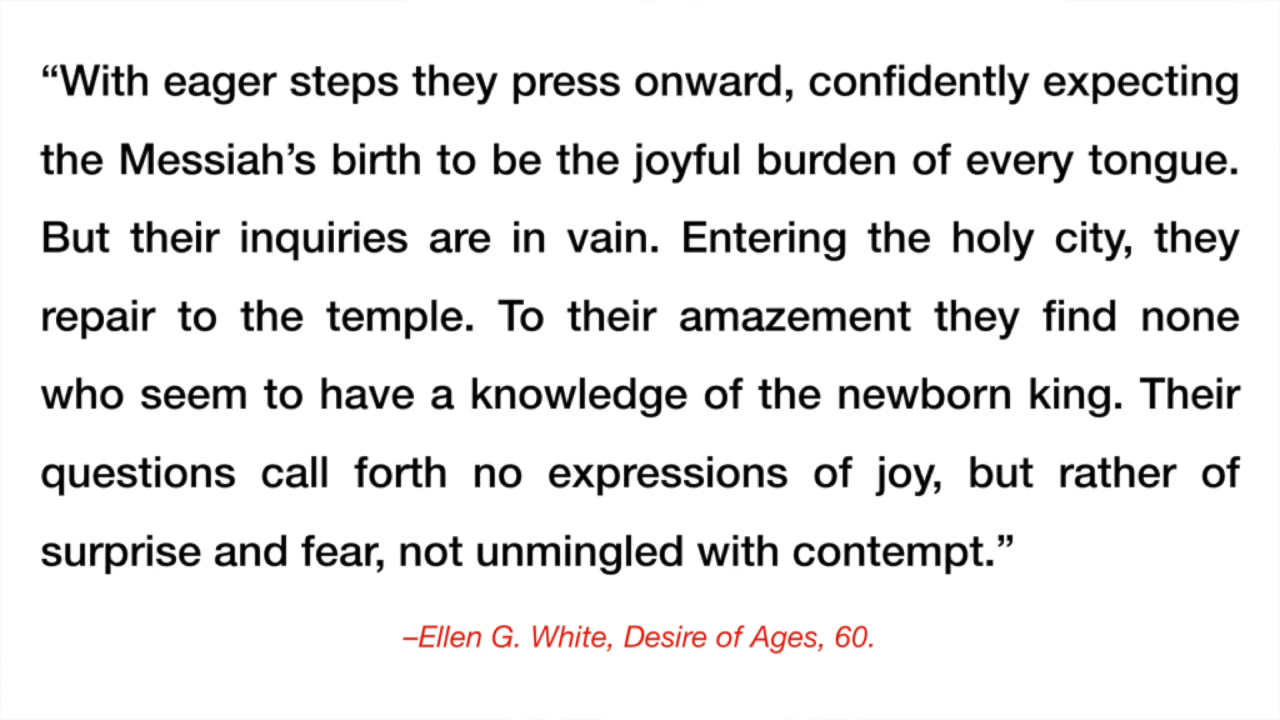 “With eager steps they press onward, confidently expecting
the Messiah’s birth to be the joyful burden of every tongue.
But their inquiries are in vain. Entering the holy city, they
repair to the temple. To their amazement they find none
who seem to have a knowledge of the newborn king. Their
questions call forth no expressions of joy, but rather of
surprise and fear, not unmingled with contempt.”
–Ellen G. White, Desire of Ages, 60.